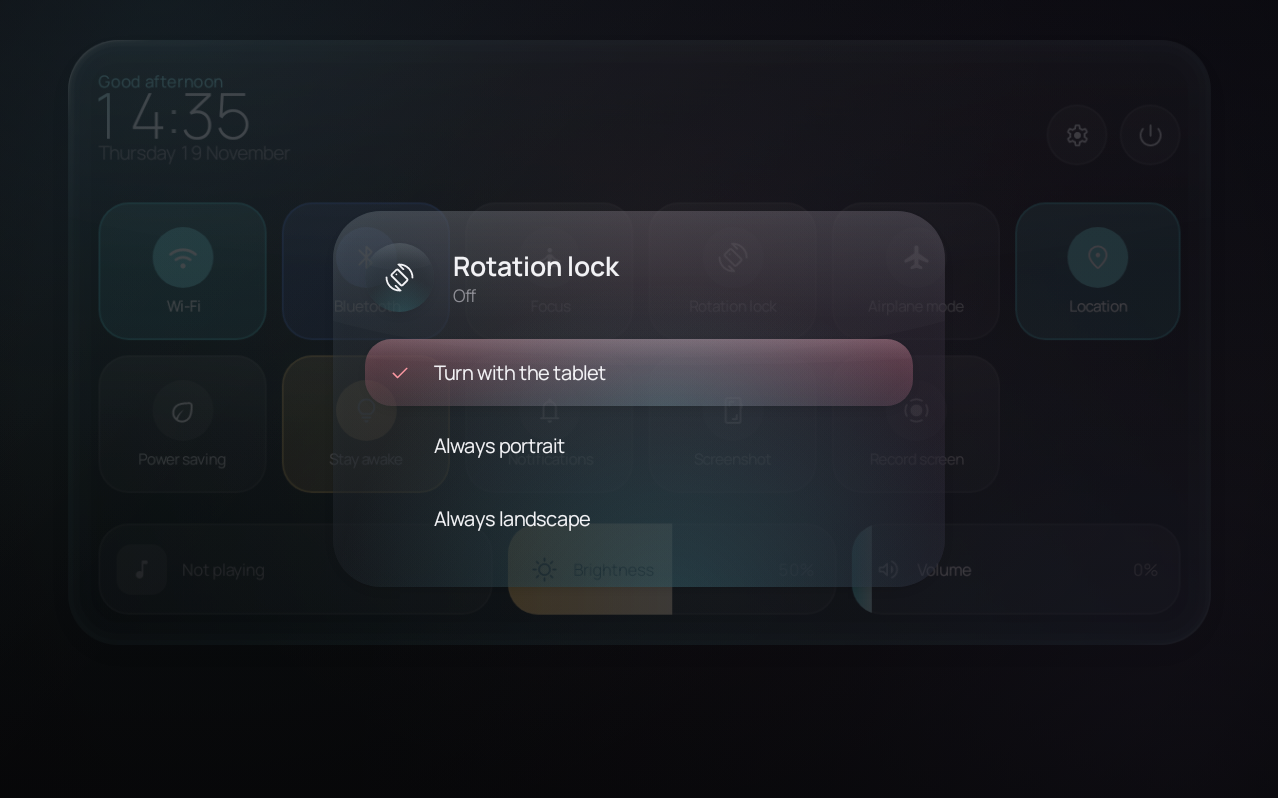 Good afternoon
14:35
Thursday 19 November
Wi-Fi
Bluetooth
Focus
Rotation lock
Airplane mode
Location
Rotation lock
Off
Turn with the tablet
Always portrait
Always landscape
Power saving
Stay awake
Notifications
Screenshot
Record screen
Not playing
Brightness
50%
Volume
0%